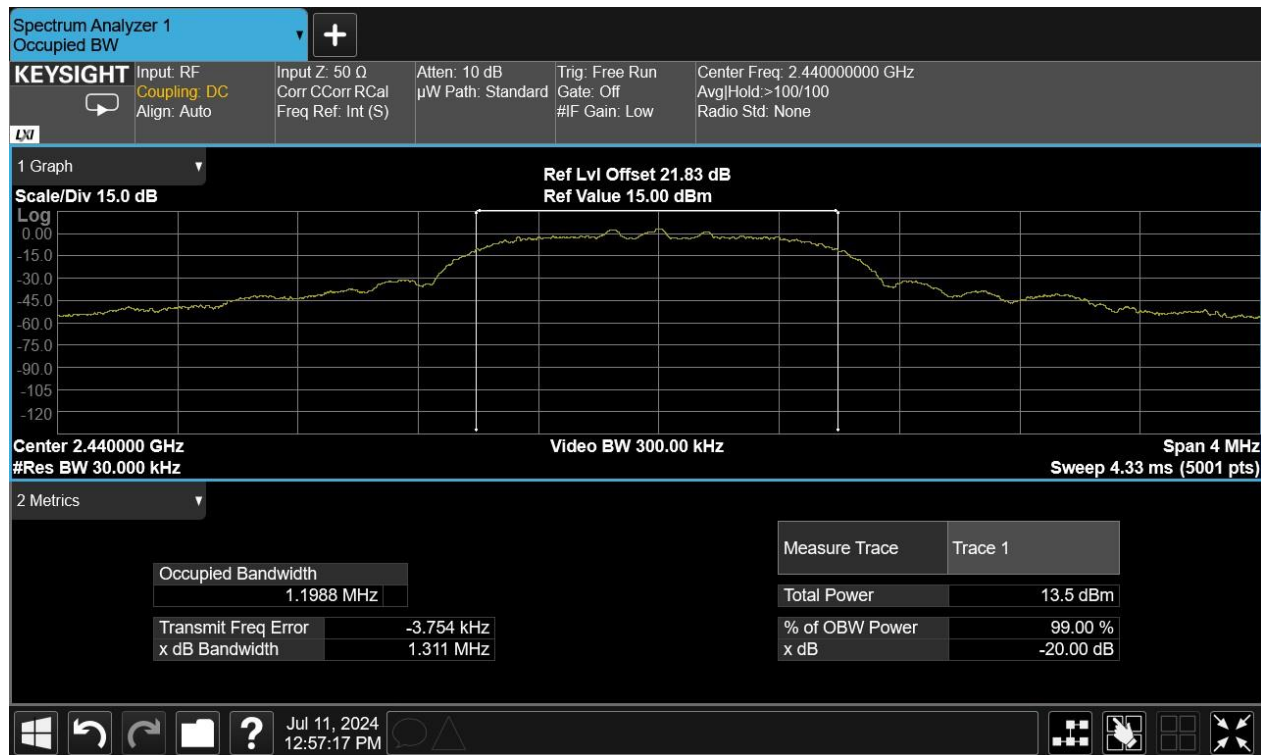 Spectrum Analyzer 1
Occupied BW
KEYSIGHT
LXI
Input: RF
Coupling: DC
Align: Auto
Input Z: 50 Ω
Corr CCorr RCal
Freq Ref: Int (S)
Atten: 10 dB
µW Path: Standard
Trig: Free Run
Gate: Off
#IF Gain: Low
Center Freq: 2.440000000 GHz
Avg|Hold:>100/100
Radio Std: None
1 Graph
Scale/Div 15.0 dB
Ref Lvl Offset 21.83 dB
Ref Value 15.00 dBm
Log
0.00
-15.0
-30.0
-45.0
-60.0
-75.0
-90.0
-105
-120
Center 2.440000 GHz
#Res BW 30.000 kHz
Video BW 300.00 kHz
Span 4 MHz
Sweep 4.33 ms (5001 pts)
2 Metrics
Occupied Bandwidth
1.1988 MHz
Transmit Freq Error -3.754 kHz
x dB Bandwidth 1.311 MHz
Measure Trace Trace 1
Total Power 13.5 dBm
% of OBW Power 99.00 %
x dB -20.00 dB
?
Jul 11, 2024
12:57:17 PM